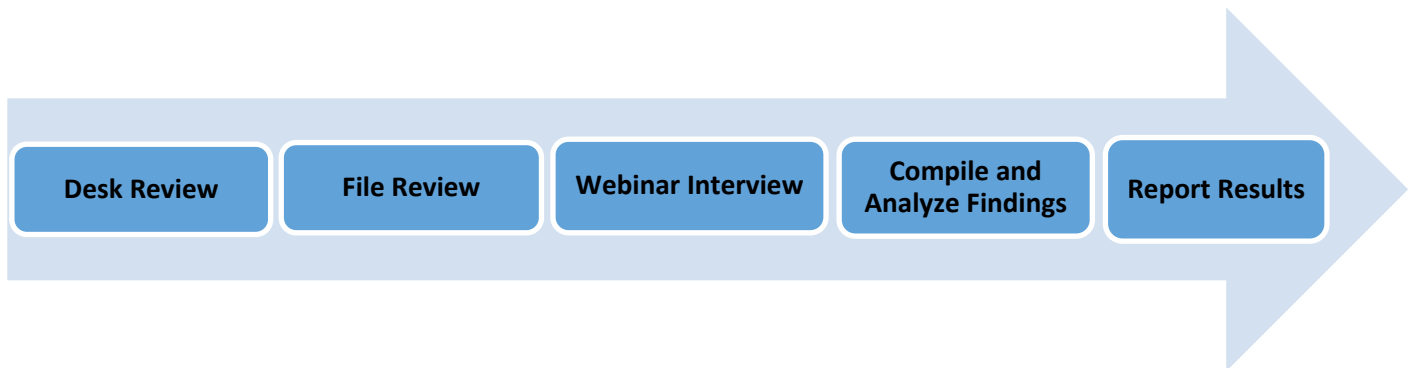 Desk Review
File Review
Webinar Interview
Compile and
Analyze Findings
Report Results